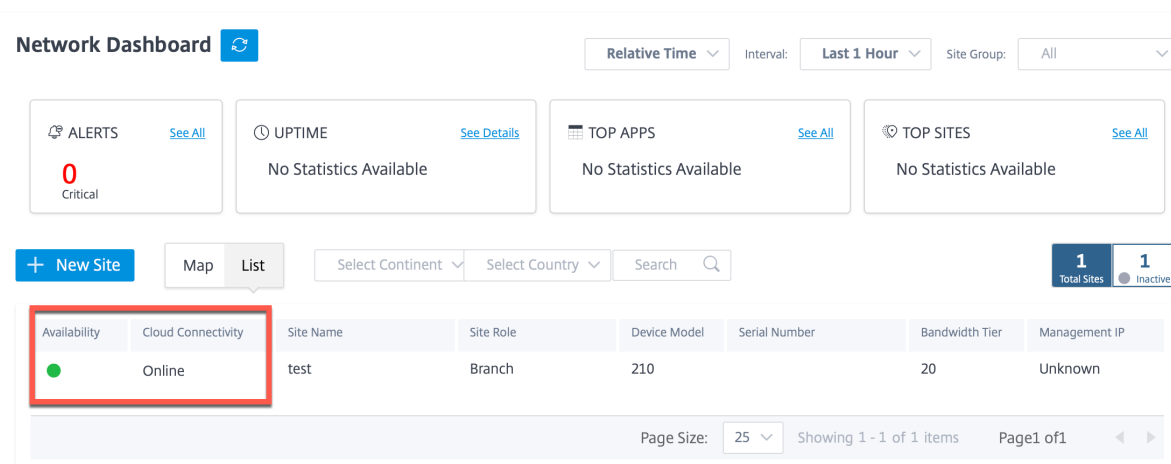 Network Dashboard
Relative Time Interval: Last 1 Hour Site Group: All
ALERTS See All
0
Critical
UPTIME See Details
No Statistics Available
TOP APPS See All
No Statistics Available
TOP SITES See All
No Statistics Available
+ New Site Map List Select Continent Select Country Search
1
Total Sites
1
Inactive
Availability Cloud Connectivity Site Name Site Role Device Model Serial Number Bandwidth Tier Management IP
Online test Branch 210 20 Unknown
Page Size: 25 Showing 1 - 1 of 1 items Page1 of1